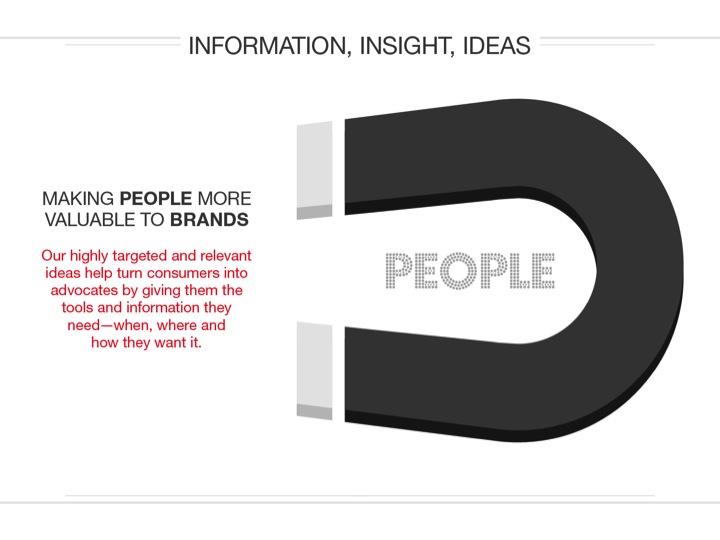 INFORMATION, INSIGHT, IDEAS
MAKING PEOPLE MORE
VALUABLE TO BRANDS
Our highly targeted and relevant
ideas help turn consumers into
advocates by giving them the
tools and information they
need—when, where and
how they want it.
PEOPLE